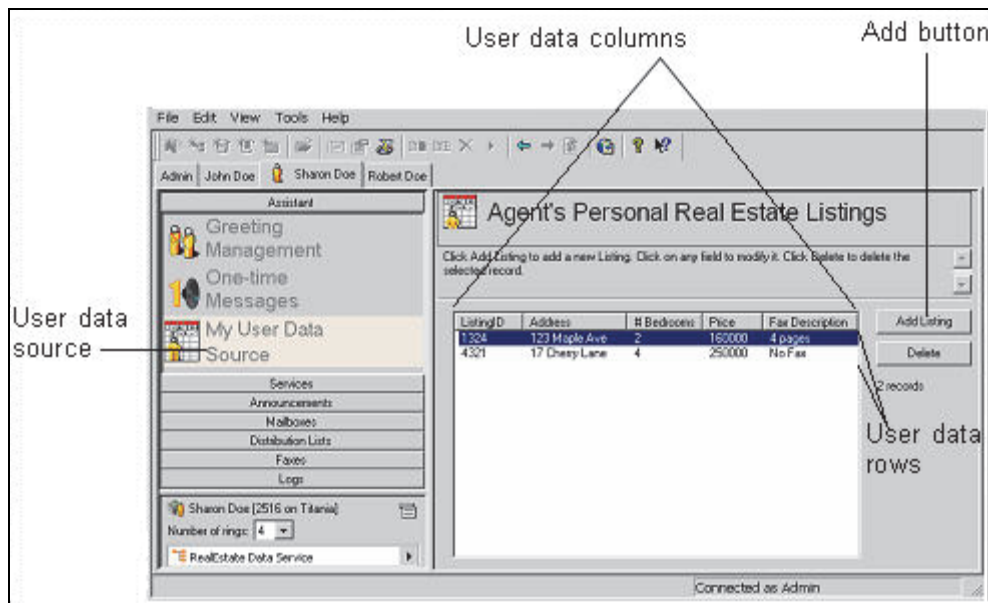 User data columns
Add button
File Edit View Tools Help
Admin John Doe Sharon Doe Robert Doe
Assistant
Greeting
Management
One-time
Messages
My User Data
Source
Services
Announcements
Mailboxes
Distribution Lists
Faxes
Logs
Sharon Doe [2516 on Titania]
Number of rings: 4
RealEstate Data Service
User data
source
Agent's Personal Real Estate Listings
Click Add Listing to add a new Listing. Click on any field to modify it. Click Delete to delete the
selected record.
ListingID Address # Bedrooms Price Fax Description
1324 123 Maple Ave 2 160000 4 pages
4321 17 Cherry Lane 4 250000 No Fax
Add Listing
Delete
2 records
User data
rows
Connected as Admin